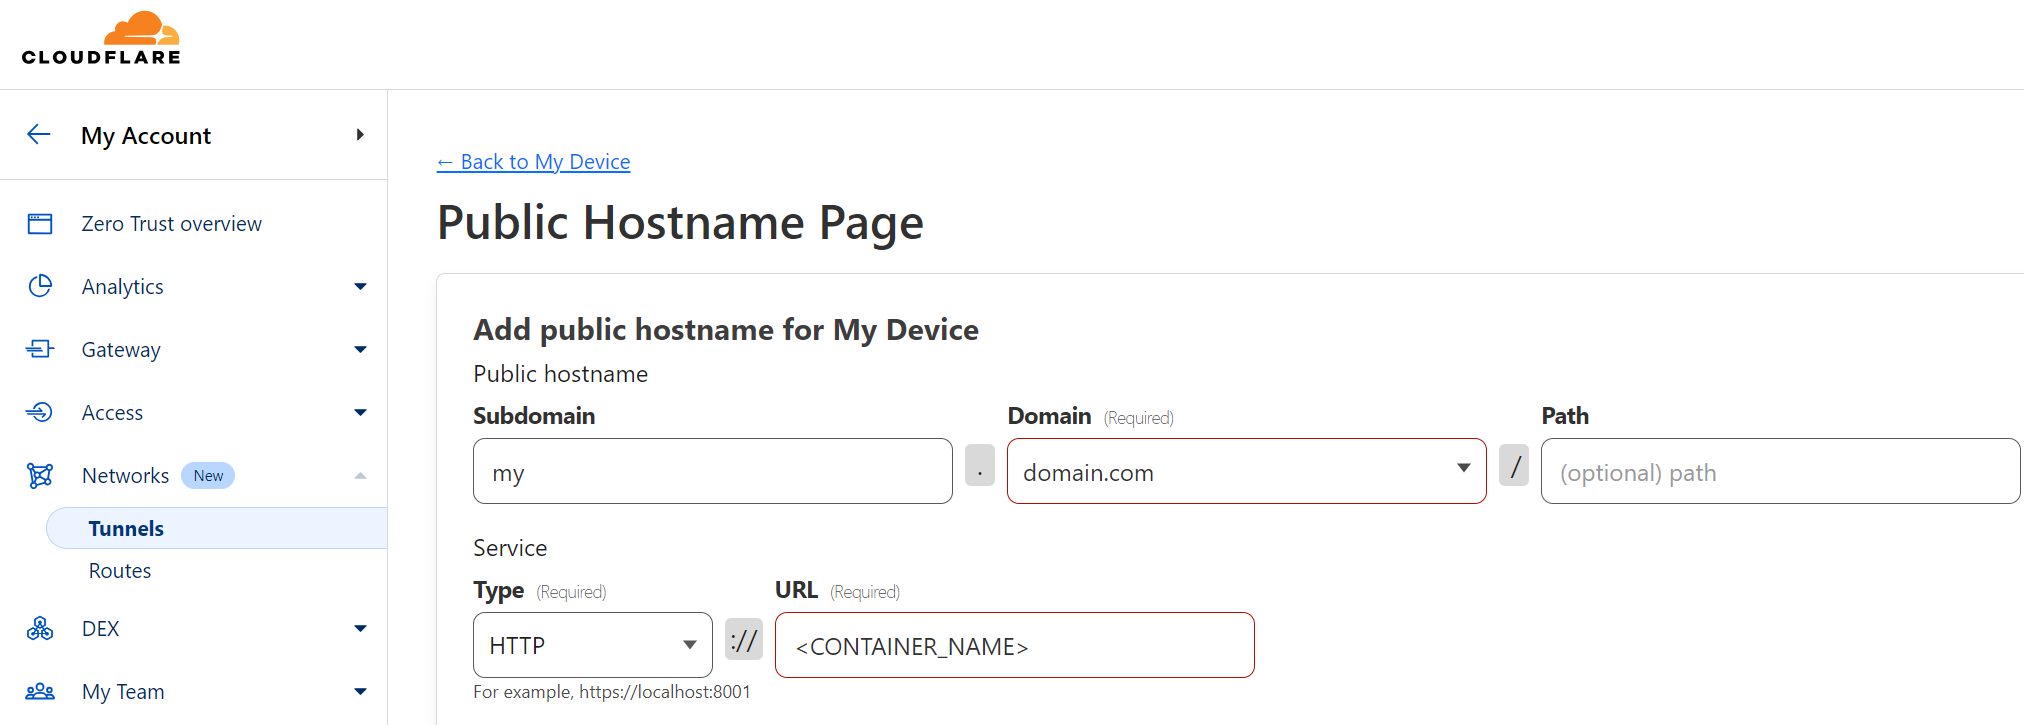 CLOUDFLARE
My Account
Zero Trust overview
Analytics
Gateway
Access
Networks New
Tunnels
Routes
DEX
My Team
← Back to My Device
Public Hostname Page
Add public hostname for My Device
Public hostname
Subdomain Domain (Required) Path
my . domain.com / (optional) path
Service
Type (Required) URL (Required)
HTTP :// <CONTAINER_NAME>
For example, https://localhost:8001